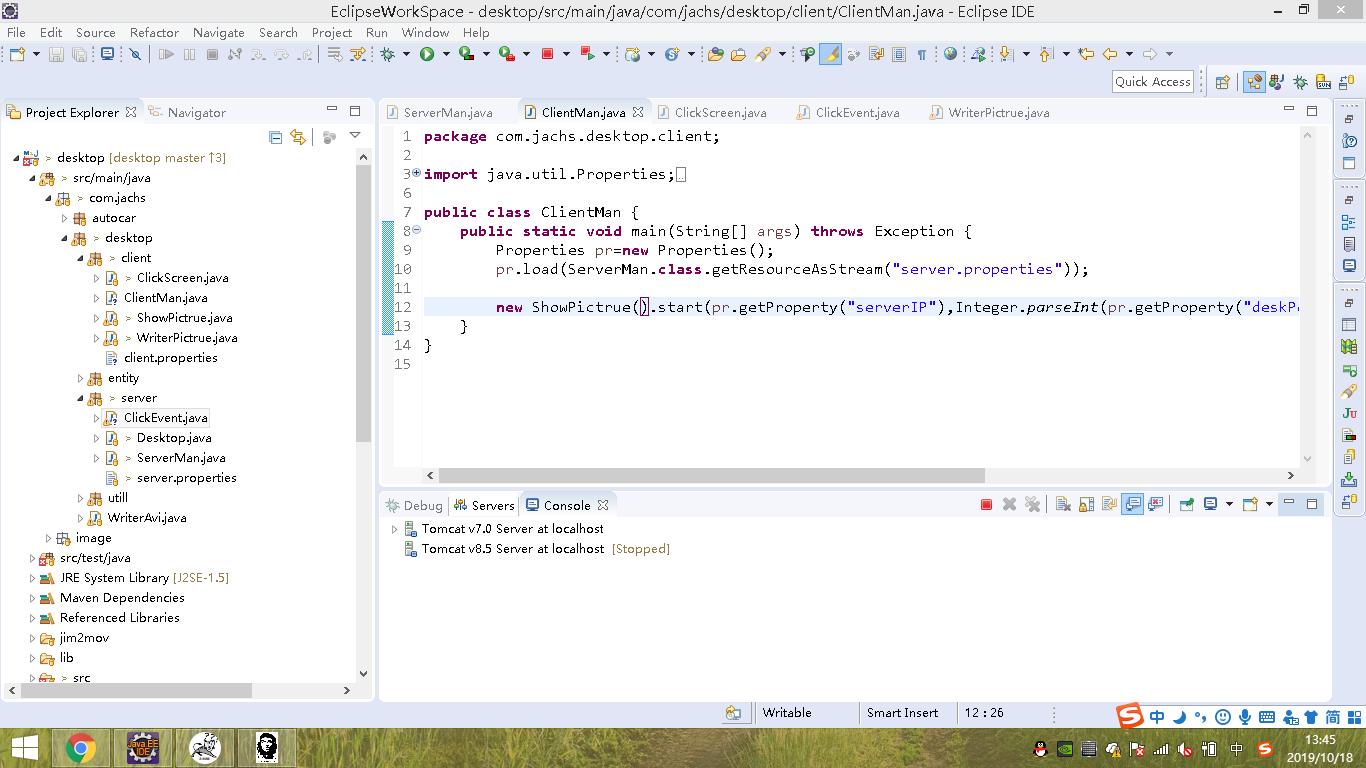 EclipseWorkSpace - desktop/src/main/java/com/jachs/desktop/client/ClientMan.java - Eclipse IDE
File Edit Source Refactor Navigate Search Project Run Window Help
Quick Access
Project Explorer Navigator
> desktop [desktop master ↑3]
> src/main/java
> com.jachs
autocar
> desktop
> client
> ClickScreen.java
ClientMan.java
> ShowPictrue.java
> WriterPictrue.java
client.properties
entity
> server
ClickEvent.java
> Desktop.java
> ServerMan.java
> server.properties
utill
WriterAvi.java
image
src/test/java
JRE System Library [J2SE-1.5]
Maven Dependencies
Referenced Libraries
jim2mov
lib
> src
ServerMan.java ClientMan.java ClickScreen.java ClickEvent.java WriterPictrue.java
1 package com.jachs.desktop.client;
2
3 import java.util.Properties;
6
7 public class ClientMan {
8 public static void main(String[] args) throws Exception {
9 Properties pr=new Properties();
10 pr.load(ServerMan.class.getResourceAsStream("server.properties"));
11
12 new ShowPictrue().start(pr.getProperty("serverIP"),Integer.parseInt(pr.getProperty("deskP
13 }
14 }
15
Debug Servers Console
Tomcat v7.0 Server at localhost
Tomcat v8.5 Server at localhost [Stopped]
Writable Smart Insert 12 : 26
中 简
Java EE IDE
中
13:45
2019/10/18